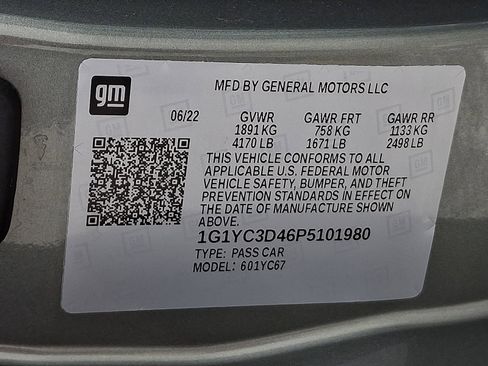 gm
MFD BY GENERAL MOTORS LLC
06/22 GVWR GAWR FRT GAWR RR
1891 KG 758 KG 1133 KG
4170 LB 1671 LB 2498 LB
THIS VEHICLE CONFORMS TO ALL
APPLICABLE U.S. FEDERAL MOTOR
VEHICLE SAFETY, BUMPER, AND THEFT
PREVENTION STANDARDS IN EFFECT ON
THE DATE OF MANUFACTURE SHOWN
ABOVE.
1G1YC3D46P5101980
TYPE: PASS CAR
MODEL: 601YC67